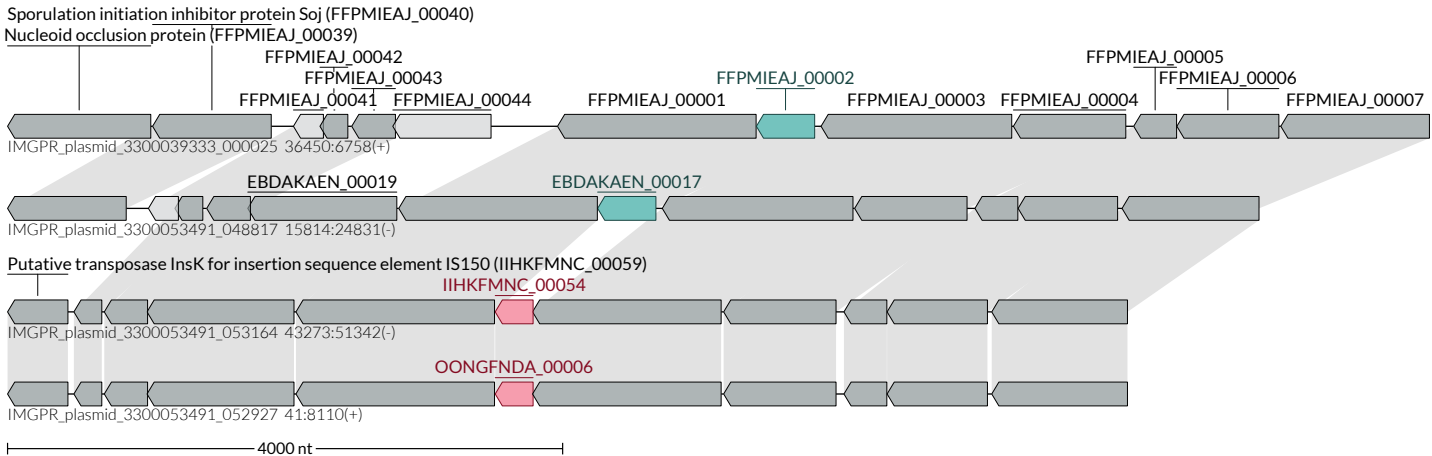 Sporulation initiation inhibitor protein Soj (FFPMIEAJ_00040)
Nucleoid occlusion protein (FFPMIEAJ_00039)
FFPMIEAJ_00042 FFPMIEAJ_00002 FFPMIEAJ_00005
FFPMIEAJ_00043 FFPMIEAJ_00006
FFPMIEAJ_00041 FFPMIEAJ_00044 FFPMIEAJ_00001 FFPMIEAJ_00003 FFPMIEAJ_00004 FFPMIEAJ_00007
IMGPR_plasmid_3300039333_000025 36450:6758(+)
EBDAKAEN_00019 EBDAKAEN_00017
IMGPR_plasmid_3300053491_048817 15814:24831(-)
Putative transposase InsK for insertion sequence element IS150 (IIHKFMNC_00059)
IIHKFMNC_00054
IMGPR_plasmid_3300053491_053164 43273:51342(-)
OONGFNDA_00006
IMGPR_plasmid_3300053491_052927 41:8110(+)
4000 nt